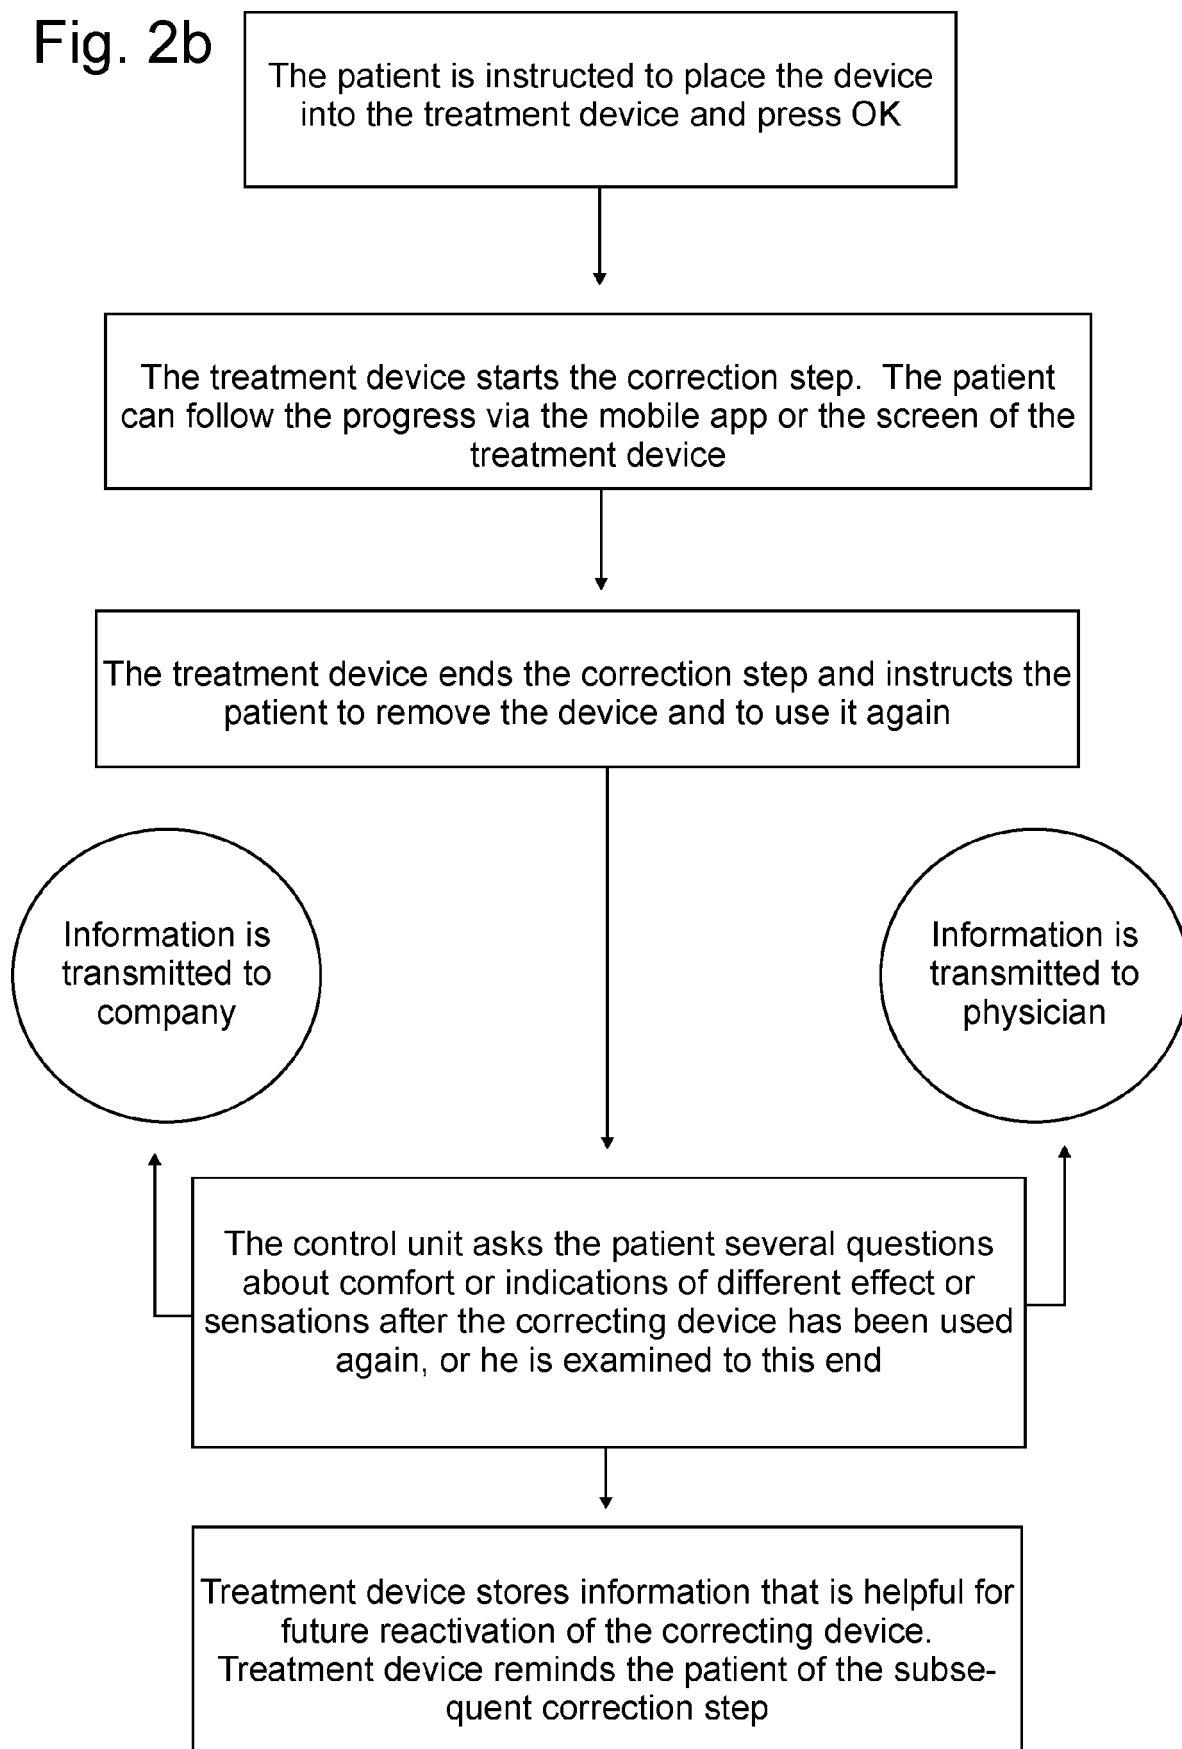 Fig. 2b
The patient is instructed to place the device
into the treatment device and press OK
The treatment device starts the correction step.  The patient
can follow the progress via the mobile app or the screen of the
treatment device
The treatment device ends the correction step and instructs the
patient to remove the device and to use it again
Information is
transmitted to
company
Information is
transmitted to
physician
The control unit asks the patient several questions
about comfort or indications of different effect or
sensations after the correcting device has been used
again, or he is examined to this end
Treatment device stores information that is helpful for
future reactivation of the correcting device.
Treatment device reminds the patient of the subse-
quent correction step